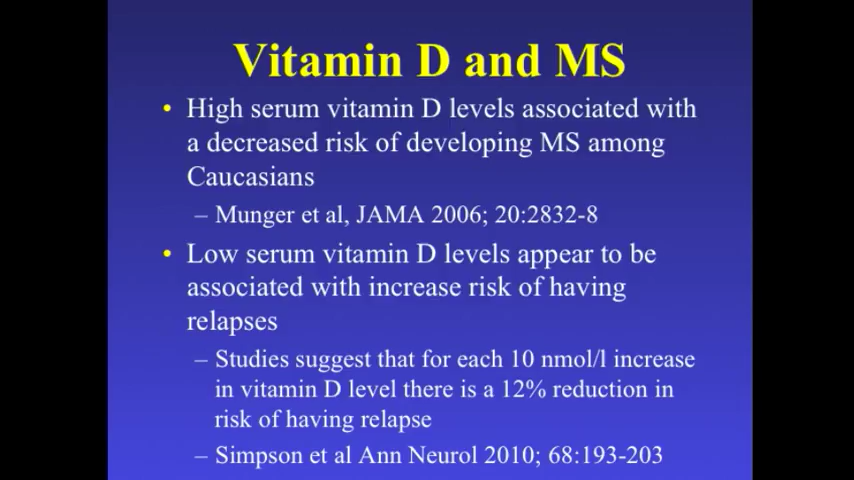 Vitamin D and MS
• High serum vitamin D levels associated with
a decreased risk of developing MS among
Caucasians
– Munger et al, JAMA 2006; 20:2832-8
• Low serum vitamin D levels appear to be
associated with increase risk of having
relapses
– Studies suggest that for each 10 nmol/l increase
in vitamin D level there is a 12% reduction in
risk of having relapse
– Simpson et al Ann Neurol 2010; 68:193-203